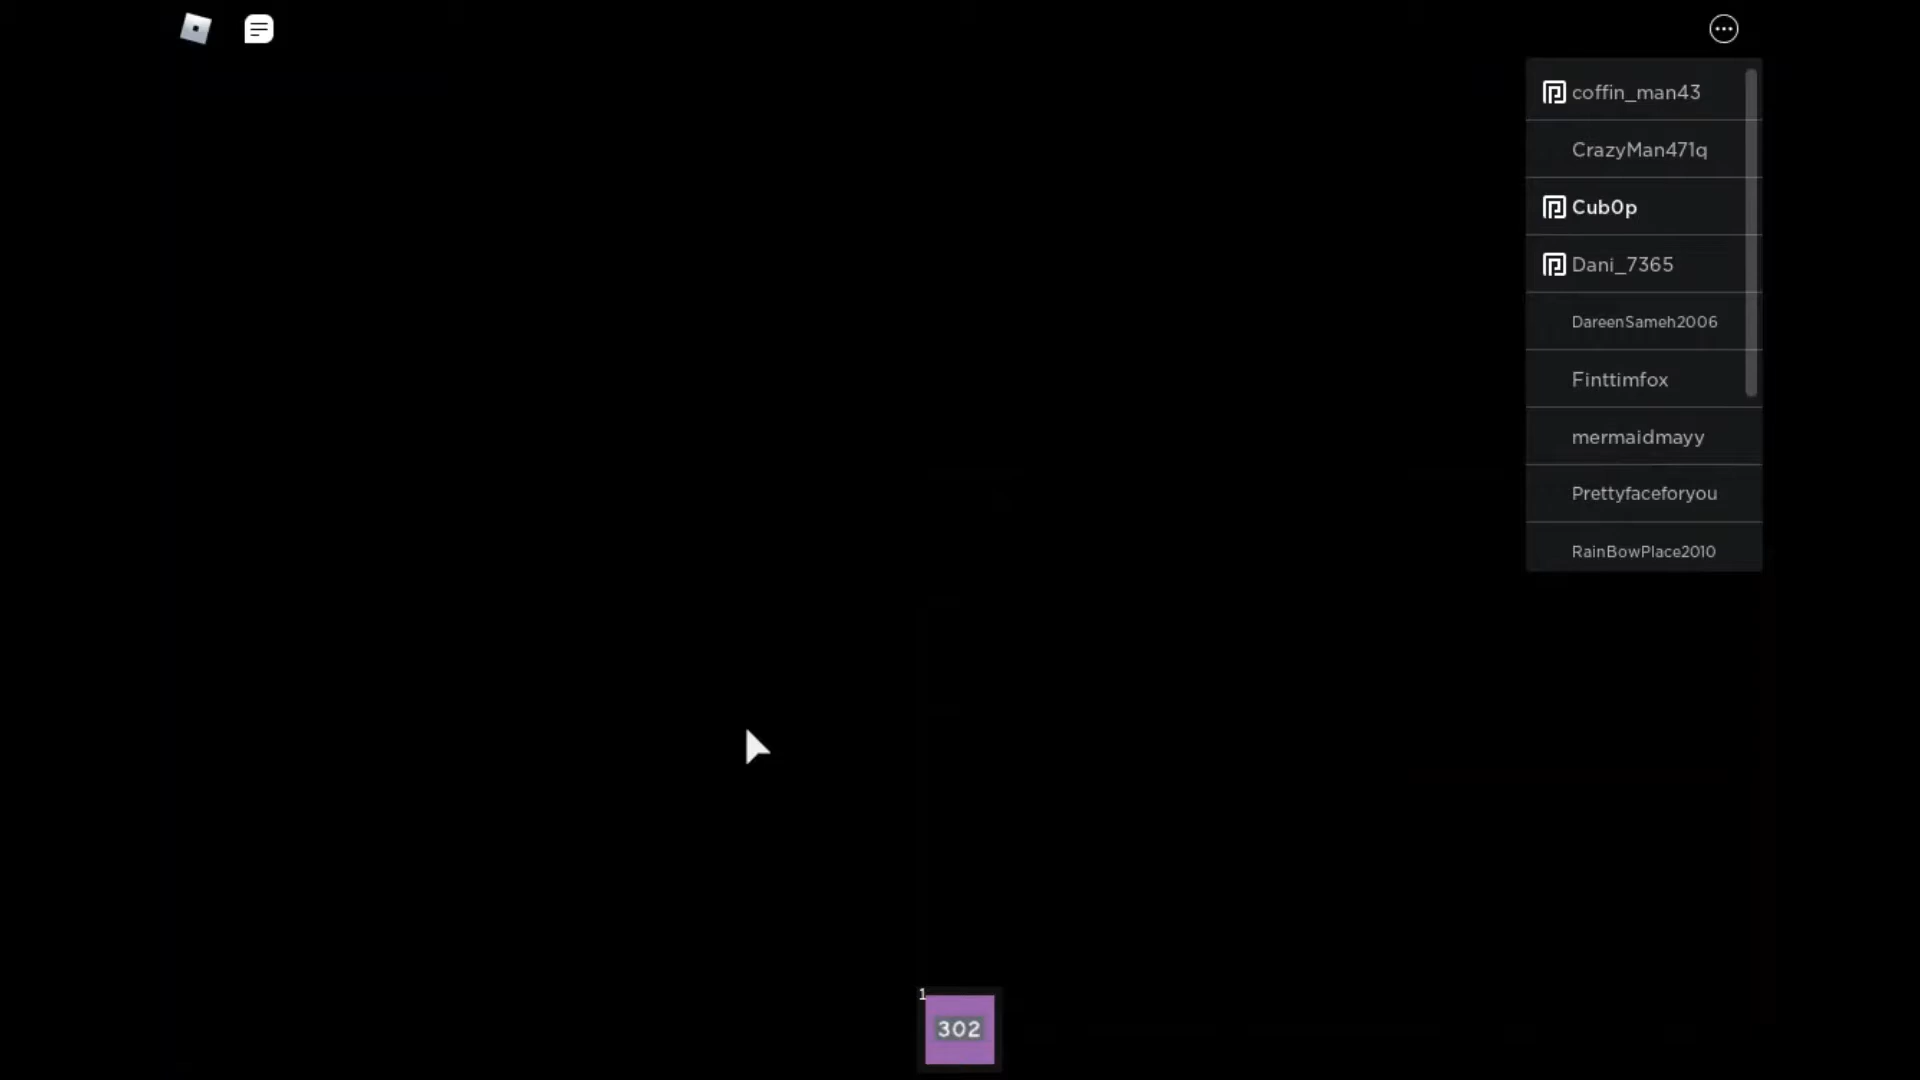 coffin_man43
CrazyMan471q
Cub0p
Dani_7365
DareenSameh2006
Finttimfox
mermaidmayy
Prettyfaceforyou
RainBowPlace2010
1
302